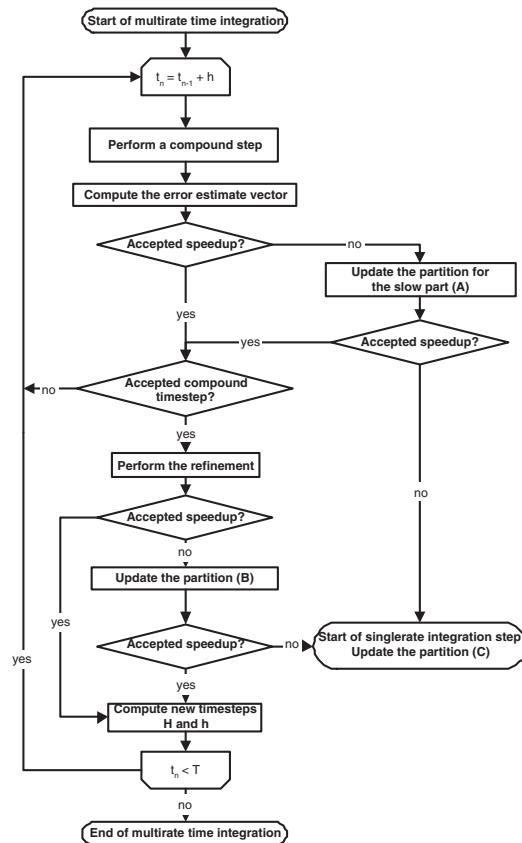 Start of multirate time integration
tₙ = tₙ₋₁ + h
Perform a compound step
Compute the error estimate vector
Accepted speedup?
no
Update the partition for
the slow part (A)
yes
yes
Accepted speedup?
no
Accepted compound
timestep?
yes
Perform the refinement
no
Accepted speedup?
no
Update the partition (B)
yes
yes
Accepted speedup?
no
Start of singlerate integration step
Update the partition (C)
yes
Compute new timesteps
H and h
tₙ < T
no
End of multirate time integration